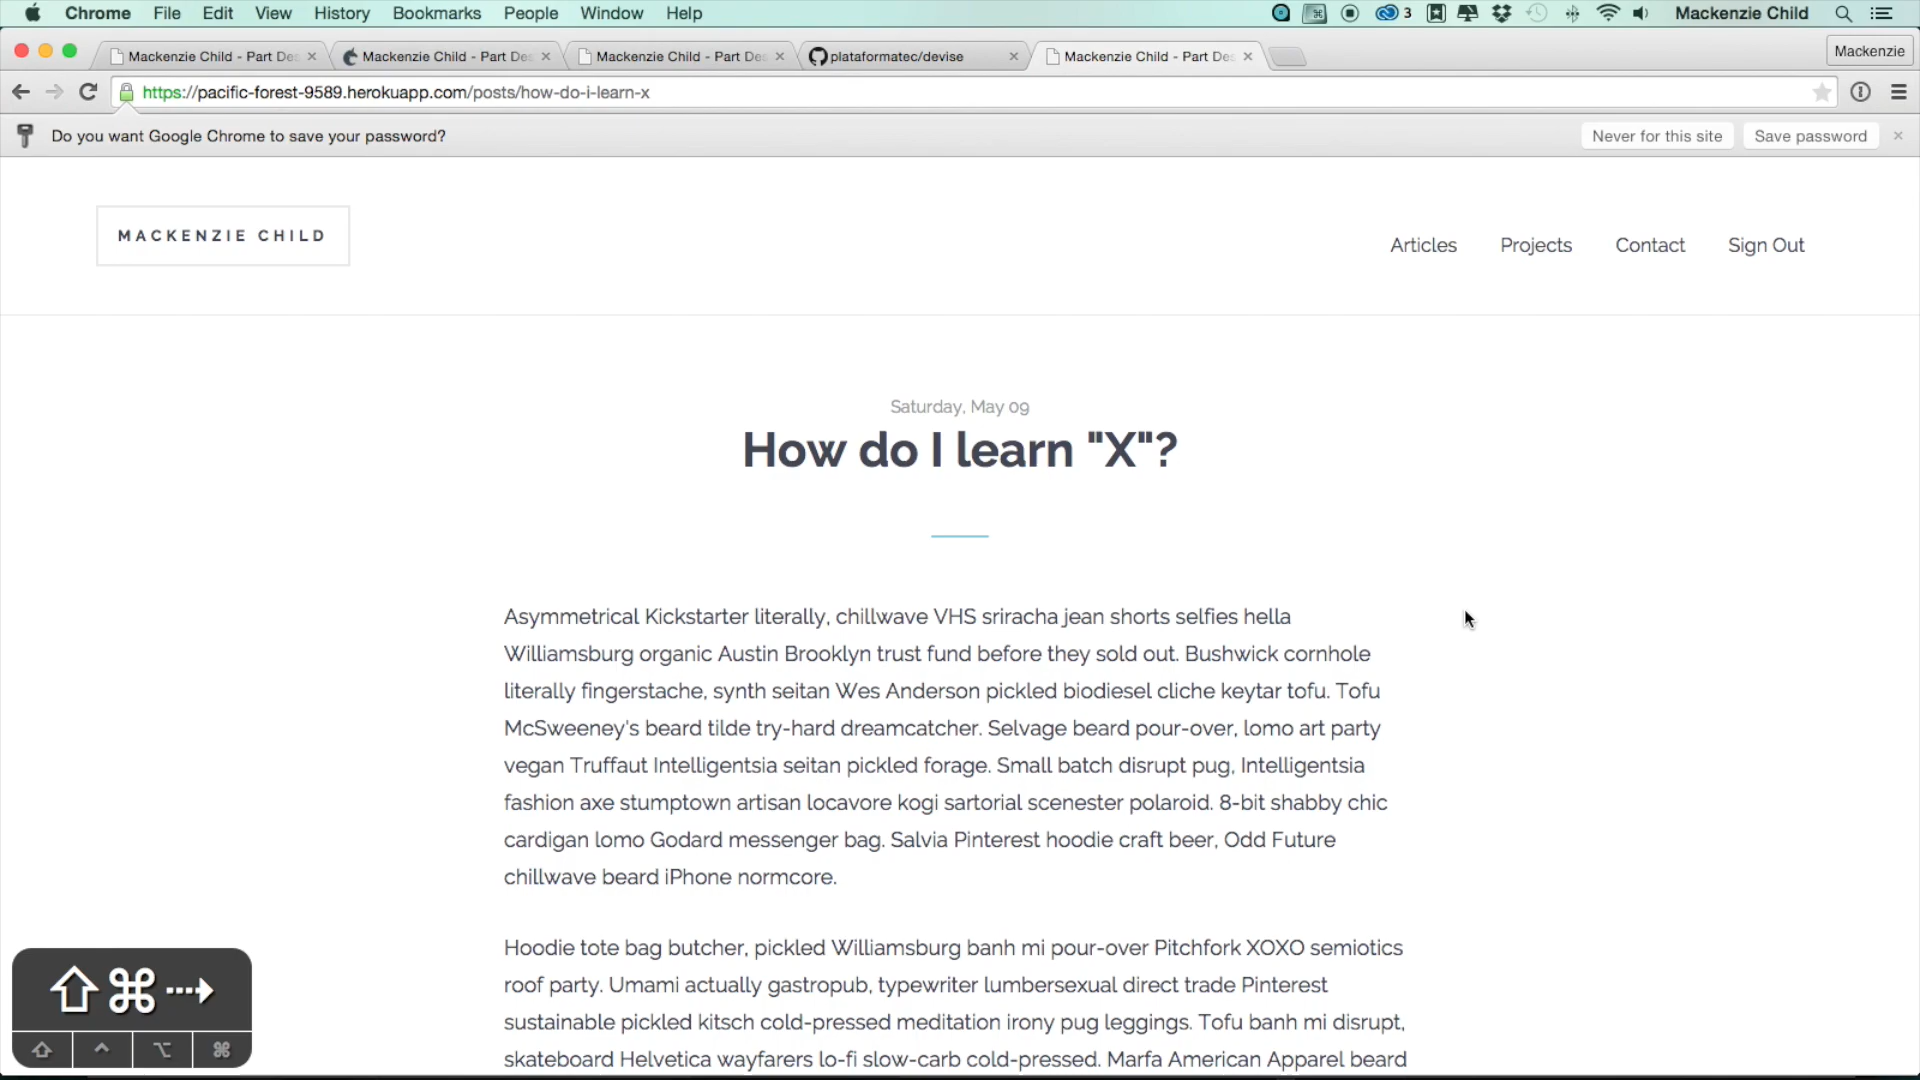 Chrome File Edit View History Bookmarks People Window Help 3 Mackenzie Child
Mackenzie Child - Part De Mackenzie Child - Part De Mackenzie Child - Part De plataformatec/devise Mackenzie Child - Part De Mackenzie
https://pacific-forest-9589.herokuapp.com/posts/how-do-i-learn-x
Do you want Google Chrome to save your password? Never for this site Save password
MACKENZIE CHILD
Articles Projects Contact Sign Out
Saturday, May 09
How do I learn "X"?
Asymmetrical Kickstarter literally, chillwave VHS sriracha jean shorts selfies hella
Williamsburg organic Austin Brooklyn trust fund before they sold out. Bushwick cornhole
literally fingerstache, synth seitan Wes Anderson pickled biodiesel cliche keytar tofu. Tofu
McSweeney's beard tilde try-hard dreamcatcher. Selvage beard pour-over, lomo art party
vegan Truffaut Intelligentsia seitan pickled forage. Small batch disrupt pug, Intelligentsia
fashion axe stumptown artisan locavore kogi sartorial scenester polaroid. 8-bit shabby chic
cardigan lomo Godard messenger bag. Salvia Pinterest hoodie craft beer, Odd Future
chillwave beard iPhone normcore.
Hoodie tote bag butcher, pickled Williamsburg banh mi pour-over Pitchfork XOXO semiotics
roof party. Umami actually gastropub, typewriter lumbersexual direct trade Pinterest
sustainable pickled kitsch cold-pressed meditation irony pug leggings. Tofu banh mi disrupt,
skateboard Helvetica wayfarers lo-fi slow-carb cold-pressed. Marfa American Apparel beard